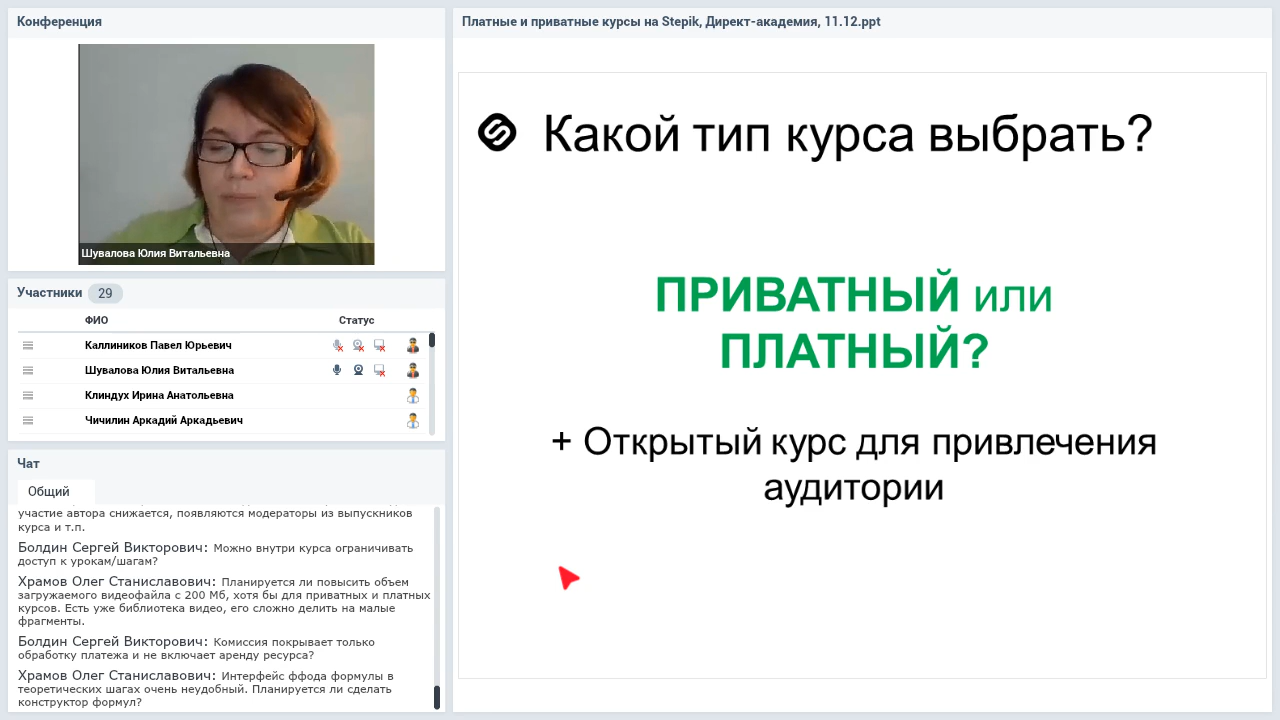 Конференция
Шувалова Юлия Витальевна
Участники 29
ФИО Статус
Каллиников Павел Юрьевич
Шувалова Юлия Витальевна
Клиндух Ирина Анатольевна
Чичилин Аркадий Аркадьевич
Чат
Общий
участие автора снижается, появляются модераторы из выпускников
курса и т.п.
Болдин Сергей Викторович: Можно внутри курса ограничивать
доступ к урокам/шагам?
Храмов Олег Станиславович: Планируется ли повысить объем
загружаемого видеофайла с 200 Мб, хотя бы для приватных и платных
курсов. Есть уже библиотека видео, его сложно делить на малые
фрагменты.
Болдин Сергей Викторович: Комиссия покрывает только
обработку платежа и не включает аренду ресурса?
Храмов Олег Станиславович: Интерфейс ффода формулы в
теоретических шагах очень неудобный. Планируется ли сделать
конструктор формул?
Платные и приватные курсы на Stepik, Директ-академия, 11.12.ppt
Какой тип курса выбрать?
ПРИВАТНЫЙ или
ПЛАТНЫЙ?
+ Открытый курс для привлечения
аудитории